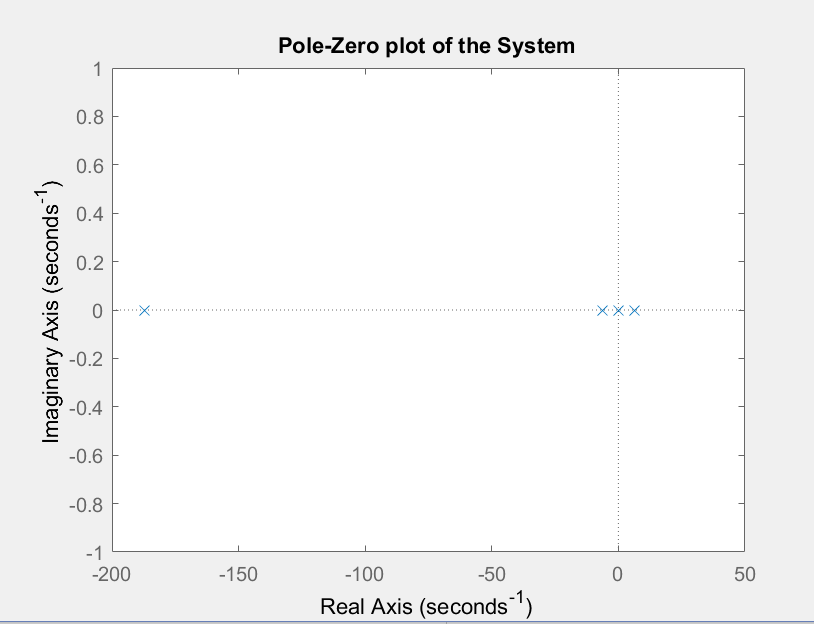 Pole-Zero plot of the System
1
0.8
0.6
0.4
0.2
0
-0.2
-0.4
-0.6
-0.8
-1
Imaginary Axis (seconds-1)
-200 -150 -100 -50 0 50
Real Axis (seconds-1)